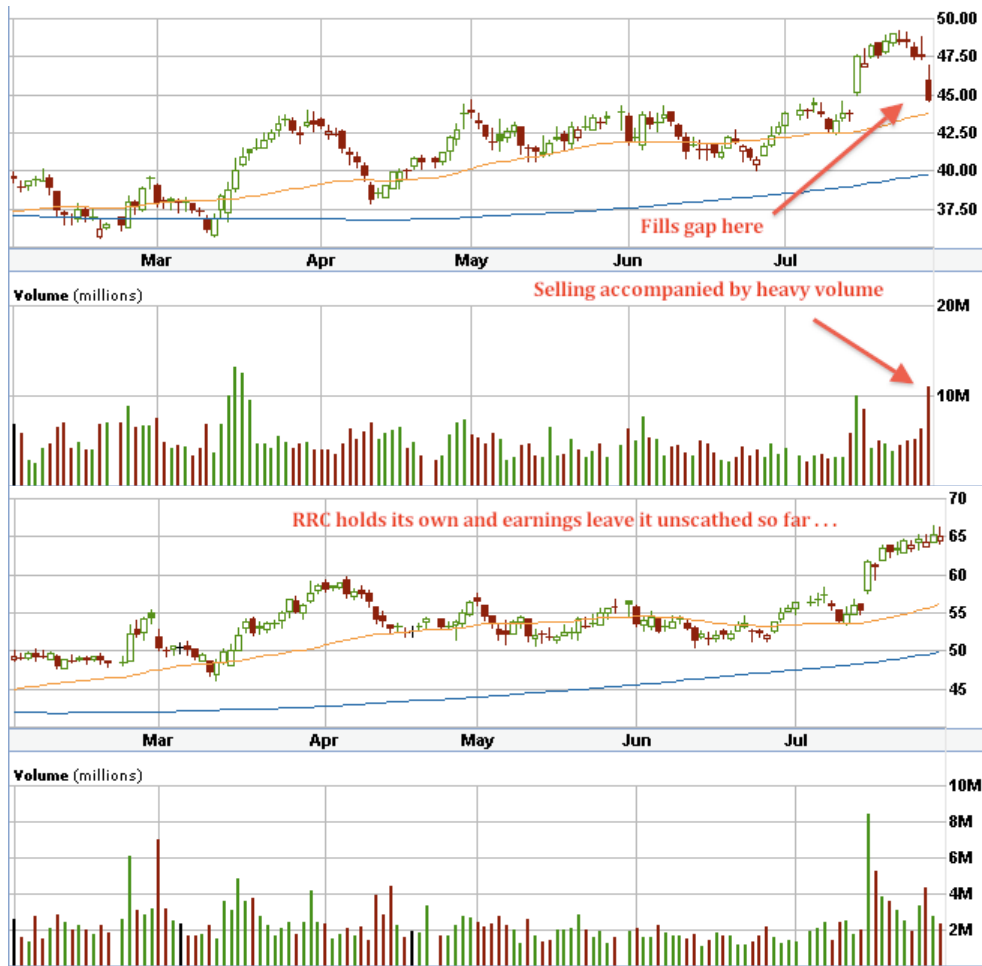 50.00
47.50
45.00
42.50
40.00
Fills gap here
37.50
Mar Apr May Jun Jul
Volume (millions)
Selling accompanied by heavy volume
20M
10M
RRC holds its own and earnings leave it unscathed so far . . .
70
65
60
55
50
45
Mar Apr May Jun Jul
Volume (millions)
10M
8M
6M
4M
2M